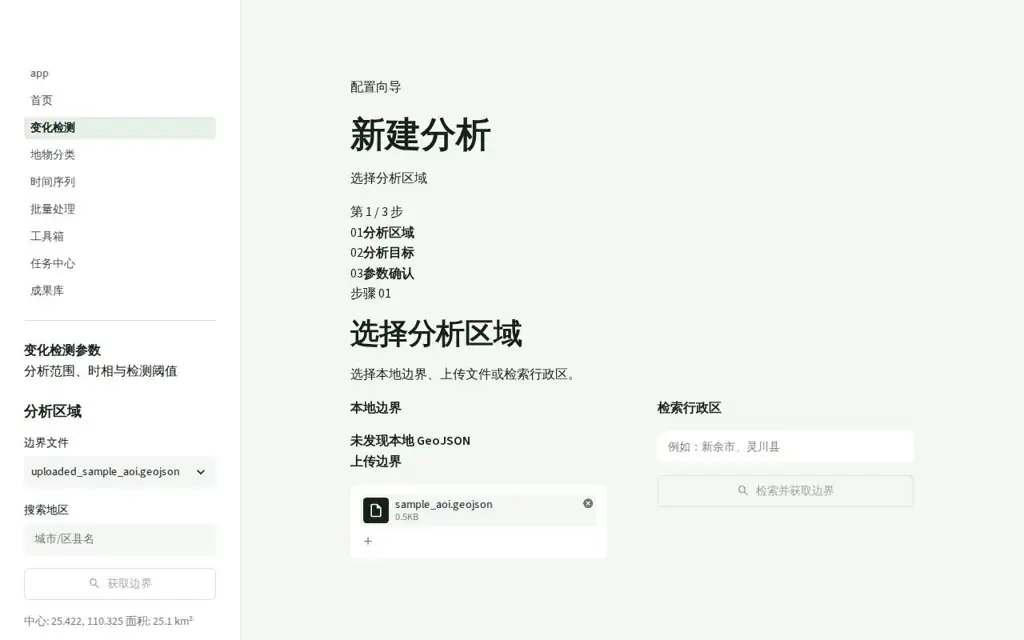 app
首页
变化检测
地物分类
时间序列
批量处理
工具箱
任务中心
成果库
变化检测参数
分析范围、时相与检测阈值
分析区域
边界文件
uploaded_sample_aoi.geojson
搜索地区
城市/区县名
获取边界
中心: 25.422, 110.325 面积: 25.1 km²
配置向导
新建分析
选择分析区域
第 1 / 3 步
01分析区域
02分析目标
03参数确认
步骤 01
选择分析区域
选择本地边界、上传文件或检索行政区。
本地边界
未发现本地 GeoJSON
上传边界
sample_aoi.geojson
0.5KB
检索行政区
例如：新余市、灵川县
检索并获取边界